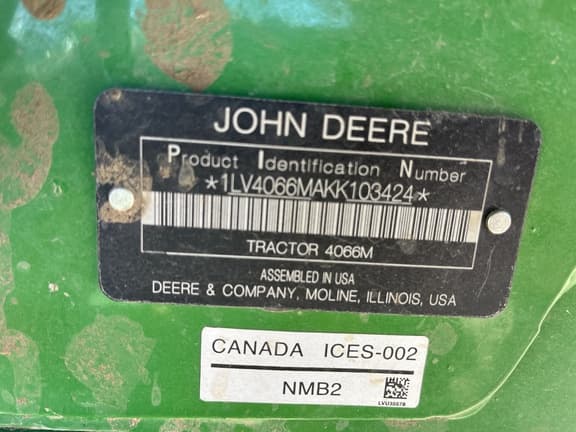 JOHN DEERE
Product Identification Number
*1LV4066MAKK103424*
TRACTOR 4066M
ASSEMBLED IN USA
DEERE & COMPANY, MOLINE, ILLINOIS, USA
CANADA ICES-002
NMB2